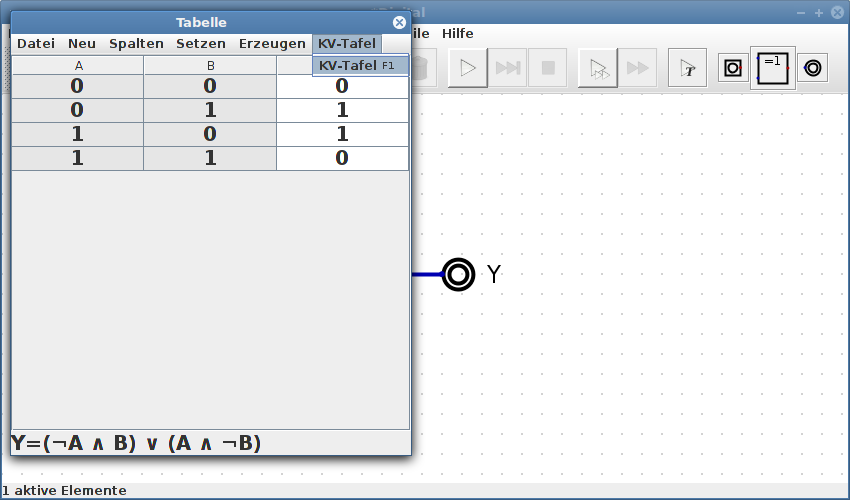 Tabelle
Datei Neu Spalten Setzen Erzeugen KV-Tafel
Hilfe
KV-Tafel F1
A B
0 0 0
0 1 1
1 0 1
1 1 0
=1
T
Y
Y=(¬A ∧ B) ∨ (A ∧ ¬B)
1 aktive Elemente